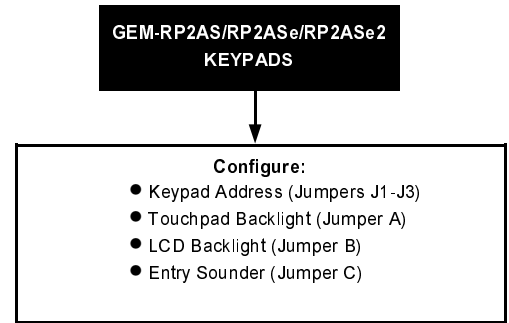 GEM-RP2AS/RP2ASe/RP2ASe2
KEYPADS
Configure:
● Keypad Address (Jumpers J1-J3)
● Touchpad Backlight (Jumper A)
● LCD Backlight (Jumper B)
● Entry Sounder (Jumper C)